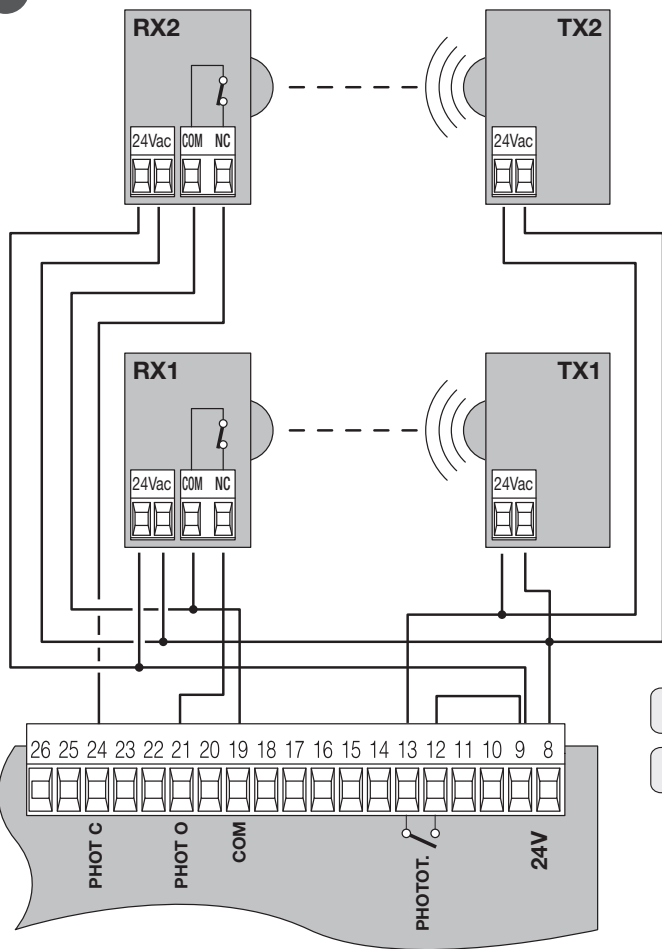 RX2 TX2
24Vac COM NC 24Vac
RX1 TX1
24Vac COM NC 24Vac
26 25 24 23 22 21 20 19 18 17 16 15 14 13 12 11 10 9 8
PHOT C
PHOT O
COM
PHOTOT.
24V